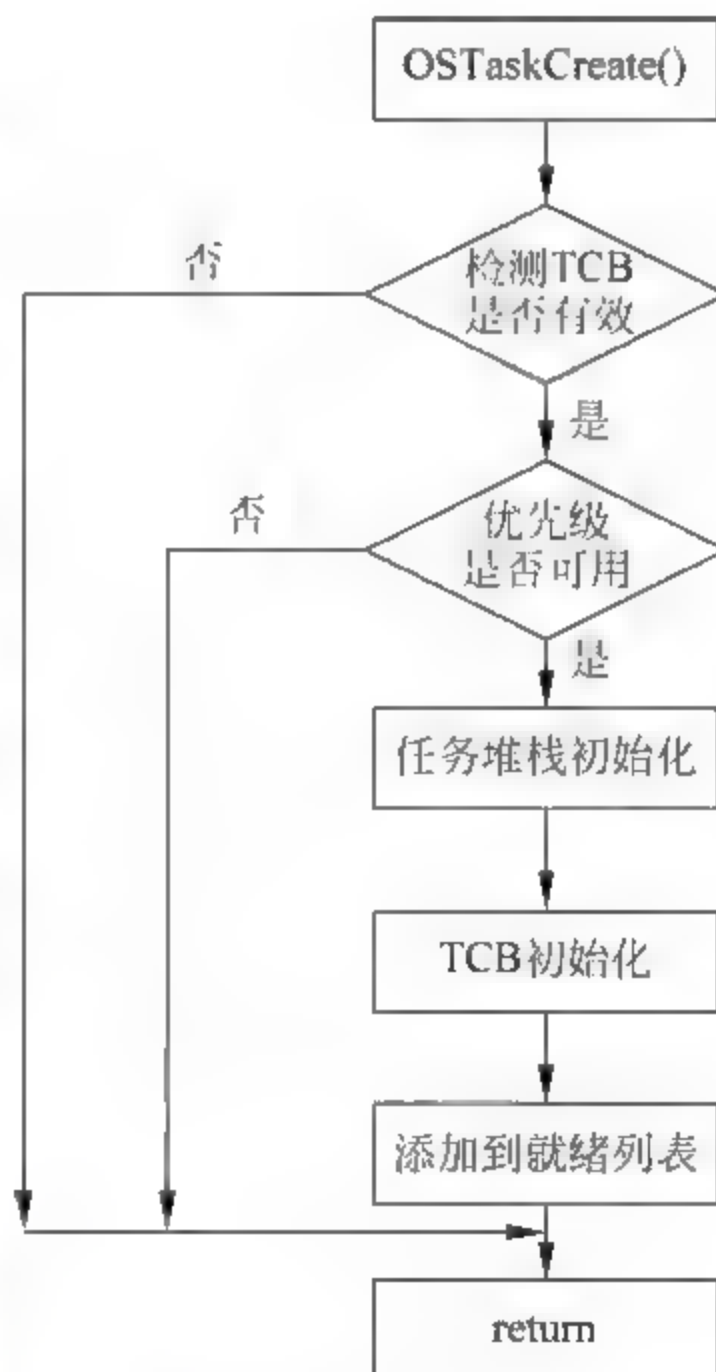 OSTaskCreate()
否
检测TCB
是否有效
是
否
优先级
是否可用
是
任务堆栈初始化
TCB初始化
添加到就绪列表
return